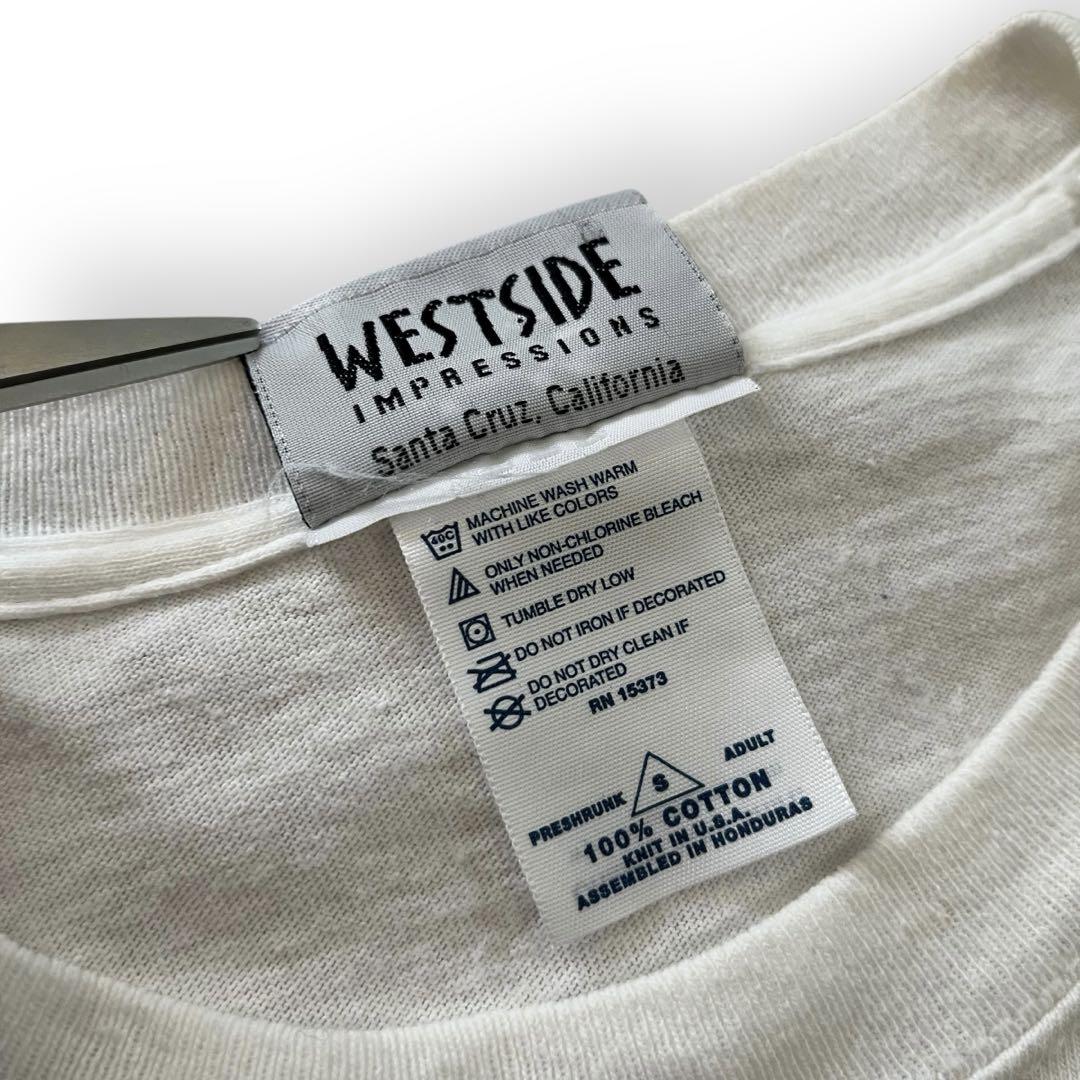 WESTSIDE
IMPRESSIONS
Santa Cruz, California
40C
MACHINE WASH WARM
WITH LIKE COLORS
ONLY NON-CHLORINE BLEACH
WHEN NEEDED
TUMBLE DRY LOW
DO NOT IRON IF DECORATED
DO NOT DRY CLEAN IF
DECORATED
RN 15373
PRESHRUNK S ADULT
100% COTTON
KNIT IN U.S.A.
ASSEMBLED IN HONDURAS